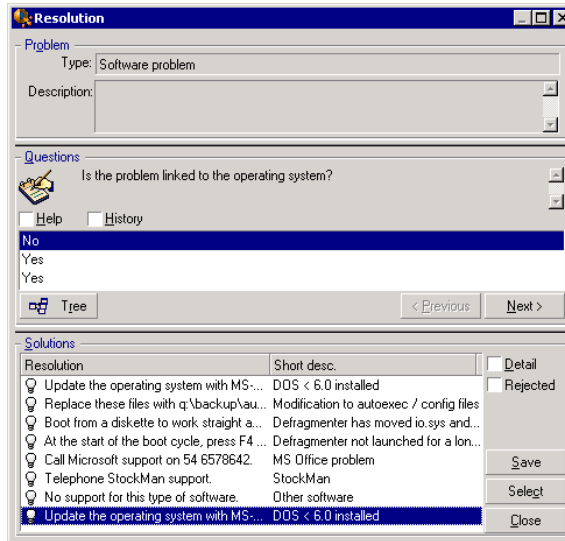 Resolution
Problem
Type: Software problem
Description:
Questions
Is the problem linked to the operating system?
Help History
No
Yes
Yes
Tree < Previous Next >
Solutions
Resolution Short desc. Detail
Update the operating system with MS-... DOS < 6.0 installed Rejected
Replace these files with q:\backup\au... Modification to autoexec / config files
Boot from a diskette to work straight a... Defragmenter has moved io.sys and...
At the start of the boot cycle, press F4 ... Defragmenter not launched for a lon...
Call Microsoft support on 54 6578642. MS Office problem Save
Telephone StockMan support. StockMan
No support for this type of software. Other software Select
Update the operating system with MS-... DOS < 6.0 installed Close